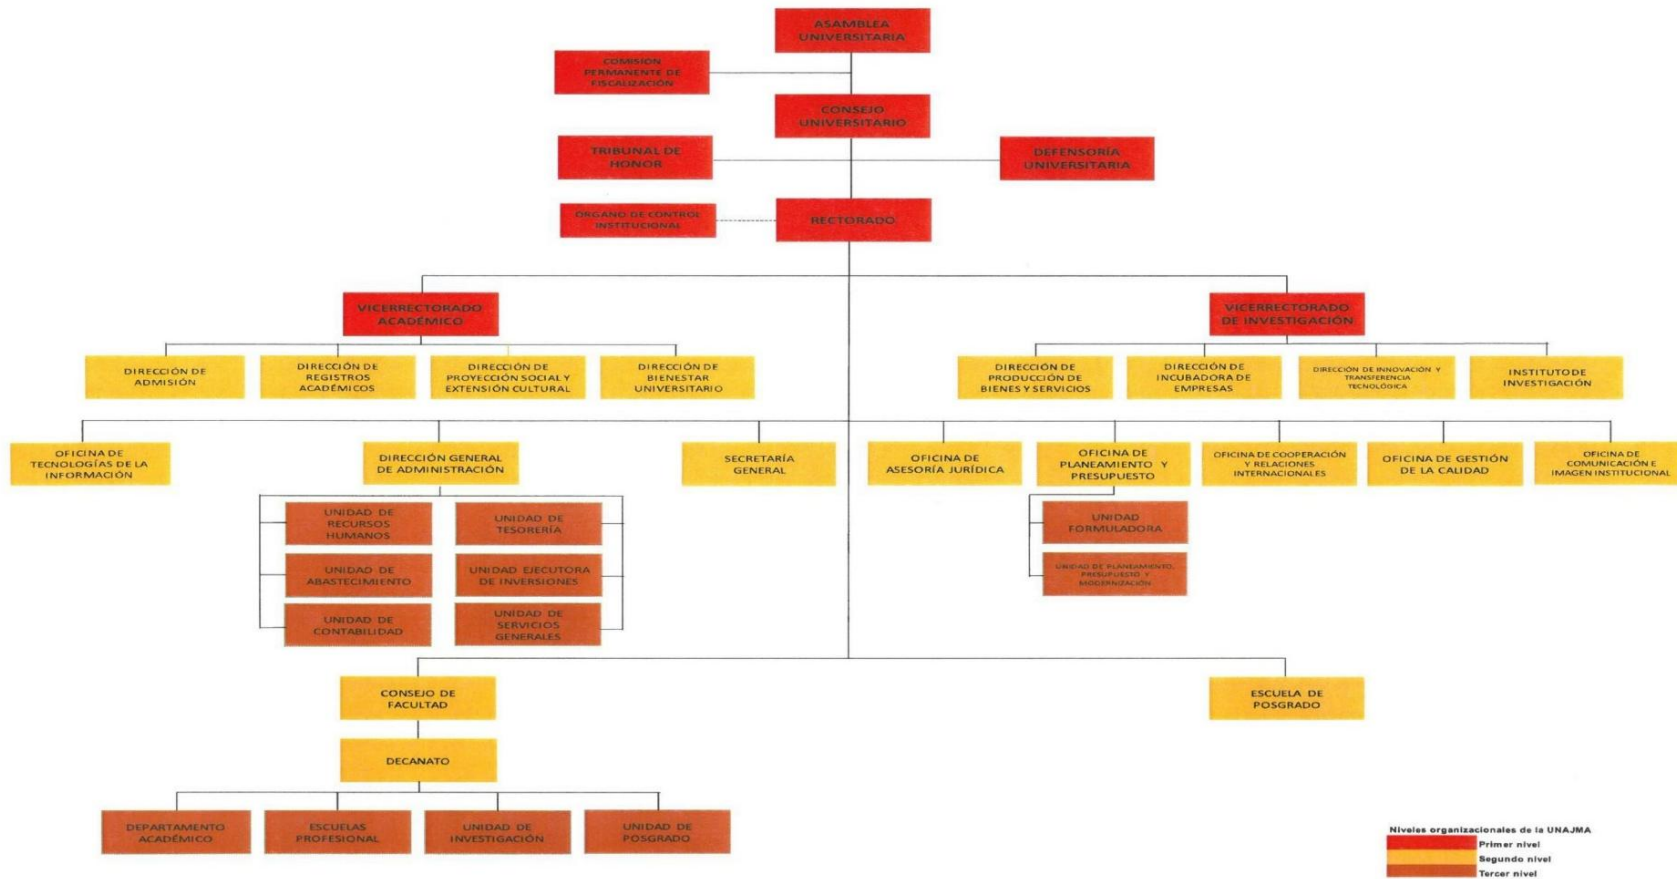 ASAMBLEA
UNIVERSITARIA
COMISIÓN
PERMANENTE DE
FISCALIZACIÓN
CONSEJO
UNIVERSITARIO
TRIBUNAL DE
HONOR
DEFENSORÍA
UNIVERSITARIA
ORGANO DE CONTROL
INSTITUCIONAL
RECTORADO
VICERRECTORADO
ACADÉMICO
VICERRECTORADO
DE INVESTIGACIÓN
DIRECCIÓN DE
ADMISIÓN
DIRECCIÓN DE
REGISTROS
ACADÉMICOS
DIRECCIÓN DE
PROYECCIÓN SOCIAL Y
EXTENSIÓN CULTURAL
DIRECCIÓN DE
BIENESTAR
UNIVERSITARIO
DIRECCIÓN DE
PRODUCCIÓN DE
BIENES Y SERVICIOS
DIRECCIÓN DE
INCUBADORA DE
EMPRESAS
DIRECCIÓN DE INNOVACIÓN Y
TRANSFERENCIA
TECNOLÓGICA
INSTITUTO DE
INVESTIGACIÓN
OFICINA DE
TECNOLOGÍAS DE LA
INFORMACIÓN
DIRECCIÓN GENERAL
DE ADMINISTRACIÓN
SECRETARÍA
GENERAL
OFICINA DE
ASESORÍA JURÍDICA
OFICINA DE
PLANEAMIENTO Y
PRESUPUESTO
OFICINA DE COOPERACIÓN
Y RELACIONES
INTERNACIONALES
OFICINA DE GESTIÓN
DE LA CALIDAD
OFICINA DE
COMUNICACIÓN E
IMAGEN INSTITUCIONAL
UNIDAD DE
RECURSOS
HUMANOS
UNIDAD DE
TESORERÍA
UNIDAD
FORMULADORA
UNIDAD DE
ABASTECIMIENTO
UNIDAD EJECUTORA
DE INVERSIONES
UNIDAD DE PLANEAMIENTO,
PRESUPUESTO Y
MODERNIZACIÓN
UNIDAD DE
CONTABILIDAD
UNIDAD DE
SERVICIOS
GENERALES
CONSEJO DE
FACULTAD
ESCUELA DE
POSGRADO
DECANATO
DEPARTAMENTO
ACADÉMICO
ESCUELAS
PROFESIONAL
UNIDAD DE
INVESTIGACIÓN
UNIDAD DE
POSGRADO
Niveles organizacionales de la UNAJMA
Primer nivel
Segundo nivel
Tercer nivel